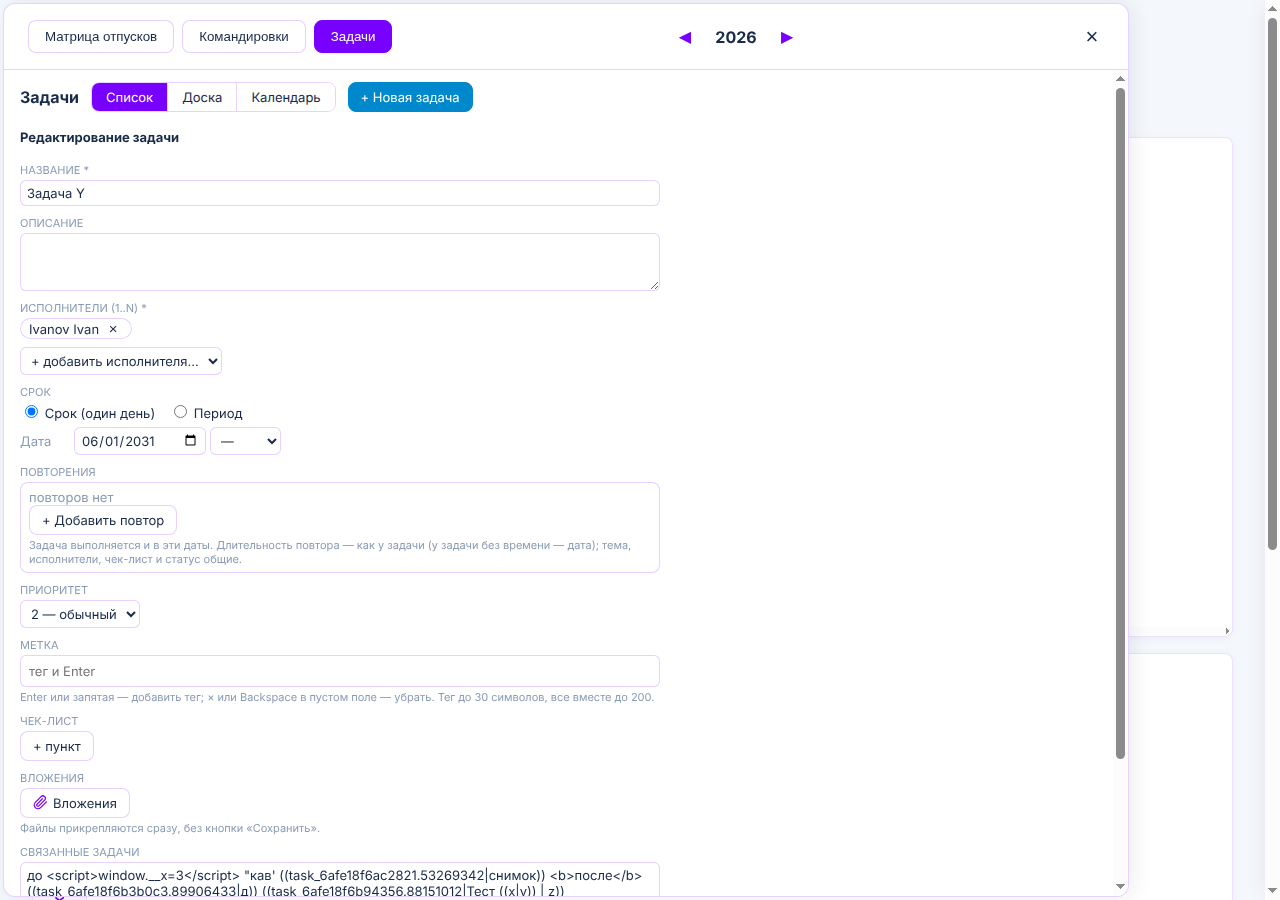 Матрица отпусков
Командировки
Задачи
◀ 2026 ▶
×
Задачи
Список
Доска
Календарь
+ Новая задача
Редактирование задачи
НАЗВАНИЕ *
Задача Y
ОПИСАНИЕ
ИСПОЛНИТЕЛИ (1..N) *
Ivanov Ivan ×
+ добавить исполнителя...
СРОК
Срок (один день)
Период
Дата
06/01/2031
—
ПОВТОРЕНИЯ
повторов нет
+ Добавить повтор
Задача выполняется и в эти даты. Длительность повтора — как у задачи (у задачи без времени — дата); тема,
исполнители, чек-лист и статус общие.
ПРИОРИТЕТ
2 — обычный
МЕТКА
тег и Enter
Enter или запятая — добавить тег; × или Backspace в пустом поле — убрать. Тег до 30 символов, все вместе до 200.
ЧЕК-ЛИСТ
+ пункт
ВЛОЖЕНИЯ
Вложения
Файлы прикрепляются сразу, без кнопки «Сохранить».
СВЯЗАННЫЕ ЗАДАЧИ
до <script>window.__x=3</script> "кав' ((task_6afe18f6ac2821.53269342|снимок)) <b>после</b>
((task_6afe18f6b3b0c3.89906433|д)) ((task_6afe18f6b94356.88151012|Тест ((x|y)) | z))